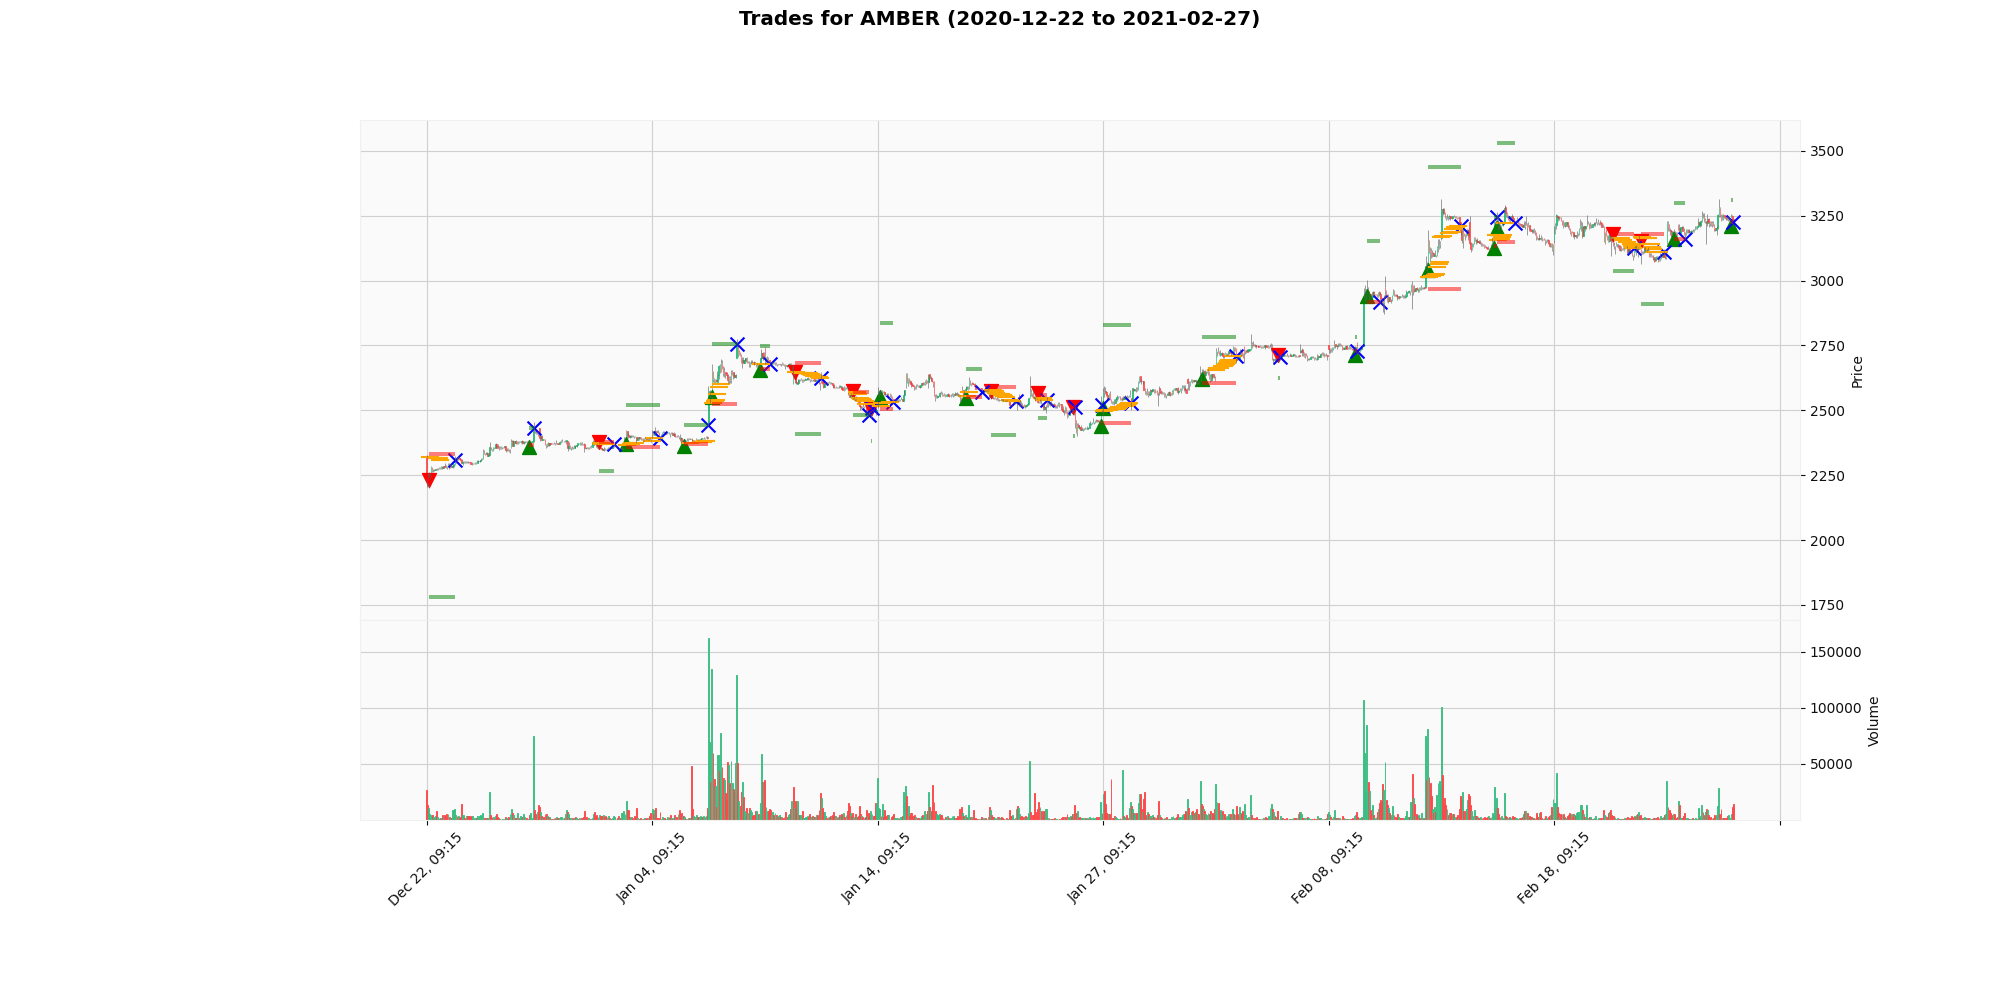 Trades for AMBER (2020-12-22 to 2021-02-27)
3500
3250
3000
2750
2500
2250
2000
1750
Price
150000
100000
50000
Volume
Dec 22, 09:15
Jan 04, 09:15
Jan 14, 09:15
Jan 27, 09:15
Feb 08, 09:15
Feb 18, 09:15